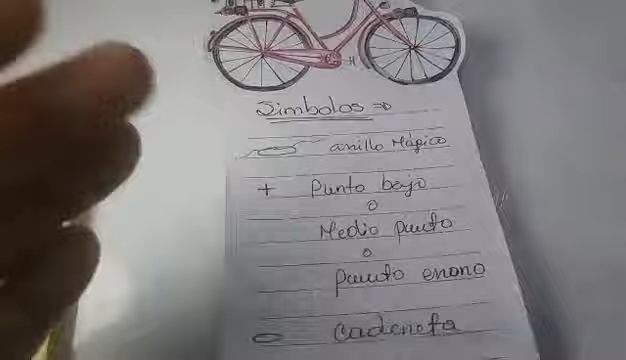 Simbolos ⇒
anillo Mágico
+ Punto bajo
o
Medio punto
o
punto enano
cadeneta